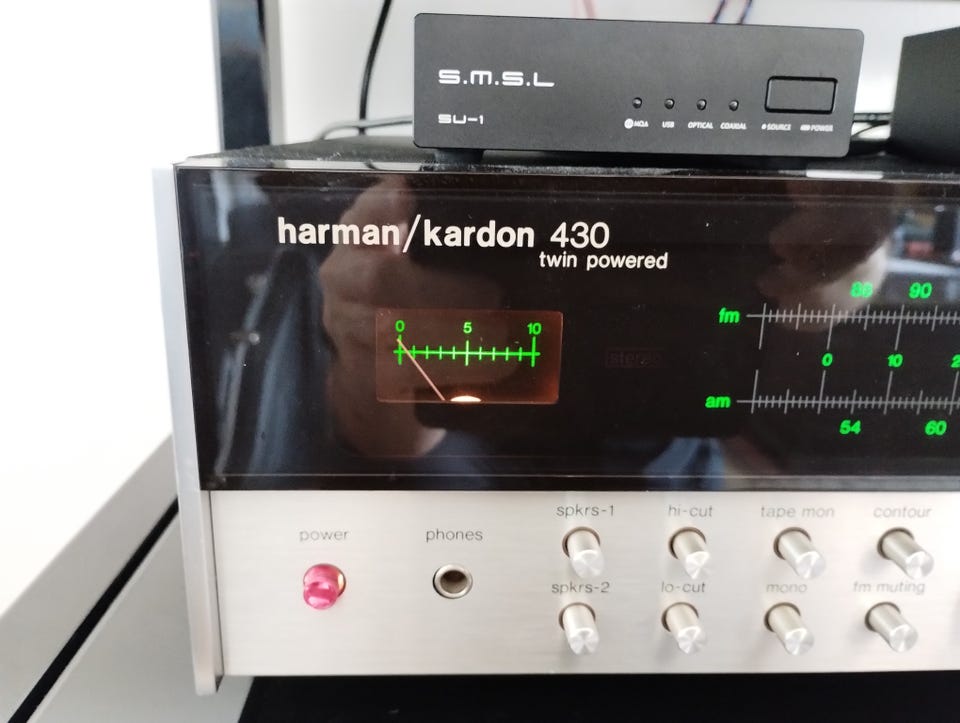 S.M.S.L
SU-1
MQA USB OPTICAL COAXIAL SOURCE POWER
harman/kardon 430
twin powered
0 5 10
stereo
88 90
fm
0 10
am
54 60
power phones spkrs-1 hi-cut tape mon contour
spkrs-2 lo-cut mono fm muting